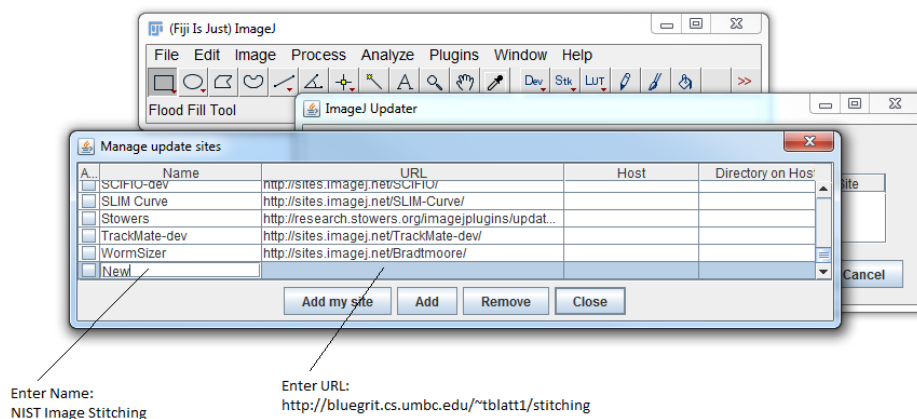 (Fiji Is Just) ImageJ
File Edit Image Process Analyze Plugins Window Help
Dev Stk LUT >>
Flood Fill Tool
ImageJ Updater
Manage update sites
A... Name URL Host Directory on Host
SCIFIO-dev http://sites.imagej.net/SCIFIO/
SLIM Curve http://sites.imagej.net/SLIM-Curve/
Stowers http://research.stowers.org/imagejplugins/updat...
TrackMate-dev http://sites.imagej.net/TrackMate-dev/
WormSizer http://sites.imagej.net/Bradtmoore/
New
Add my site Add Remove Close
Site
Cancel
Enter Name:
NIST Image Stitching
Enter URL:
http://bluegrit.cs.umbc.edu/~tblatt1/stitching